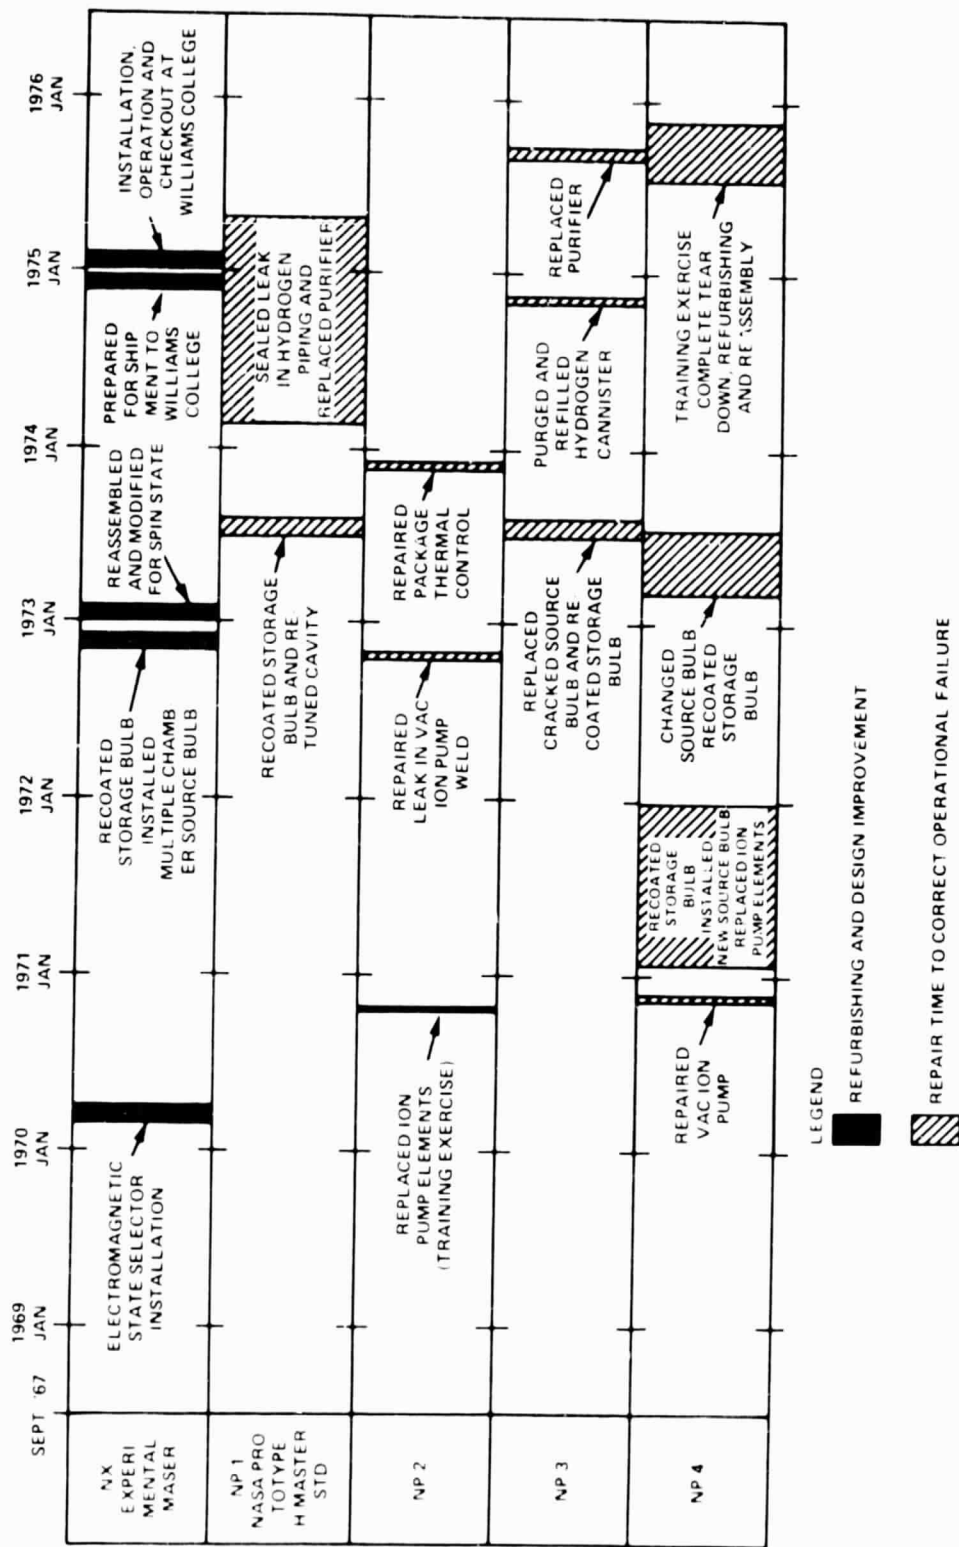 SEPT '67
1969
JAN
1970
JAN
1971
JAN
1972
JAN
1973
JAN
1974
JAN
1975
JAN
1976
JAN
NX
EXPERI
MENTAL
MASER
ELECTROMAGNETIC
STATE SELECTOR
INSTALLATION
RECOATED
STORAGE BULB
INSTALLED
MULTIPLE CHAMB
ER SOURCE BULB
REASSEMBLED
AND MODIFIED
FOR SPIN STATE
PREPARED
FOR SHIP
MENT TO
WILLIAMS
COLLEGE
INSTALLATION,
OPERATION AND
CHECKOUT AT
WILLIAMS COLLEGE
NP 1
NASA PRO
TOTYPE
H MASTER
STD
RECOATED STORAGE
BULB AND RE-
TUNED CAVITY
SEALED LEAK
IN HYDROGEN
PIPING AND
REPLACED PURIFIER
NP 2
REPLACED ION
PUMP ELEMENTS
(TRAINING EXERCISE)
REPAIRED
LEAK IN VAC
ION PUMP
WELD
REPAIRED
PACKAGE
THERMAL
CONTROL
NP 3
REPLACED
CRACKED SOURCE
BULB AND RE-
COATED STORAGE
BULB
PURGED AND
REFILLED
HYDROGEN
CANNISTER
REPLACED
PURIFIER
NP 4
REPAIRED
VAC ION
PUMP
RECOATED
STORAGE
BULB
INSTALLED
NEW SOURCE BULB
REPLACED ION
PUMP ELEMENTS
CHANGED
SOURCE BULB
RECOATED
STORAGE
BULB
TRAINING EXERCISE
COMPLETE TEAR
DOWN, REFURBISHING
AND
LEGEND
REFURBISHING AND DESIGN IMPROVEMENT
REPAIR TIME TO CORRECT OPERATIONAL FAILURE